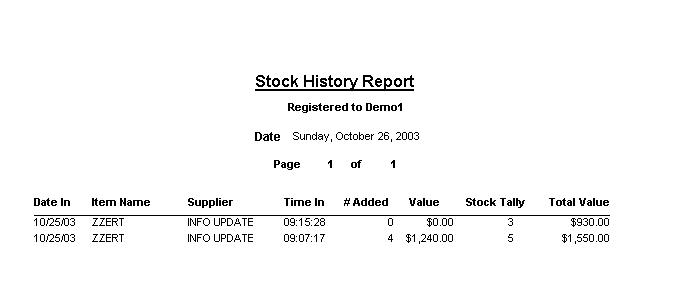 Stock History Report
Registered to Demo1
Date Sunday, October 26, 2003
Page 1 of 1
Date In Item Name Supplier Time In # Added Value Stock Tally Total Value
10/25/03 ZZERT INFO UPDATE 09:15:28 0 $0.00 3 $930.00
10/25/03 ZZERT INFO UPDATE 09:07:17 4 $1,240.00 5 $1,550.00